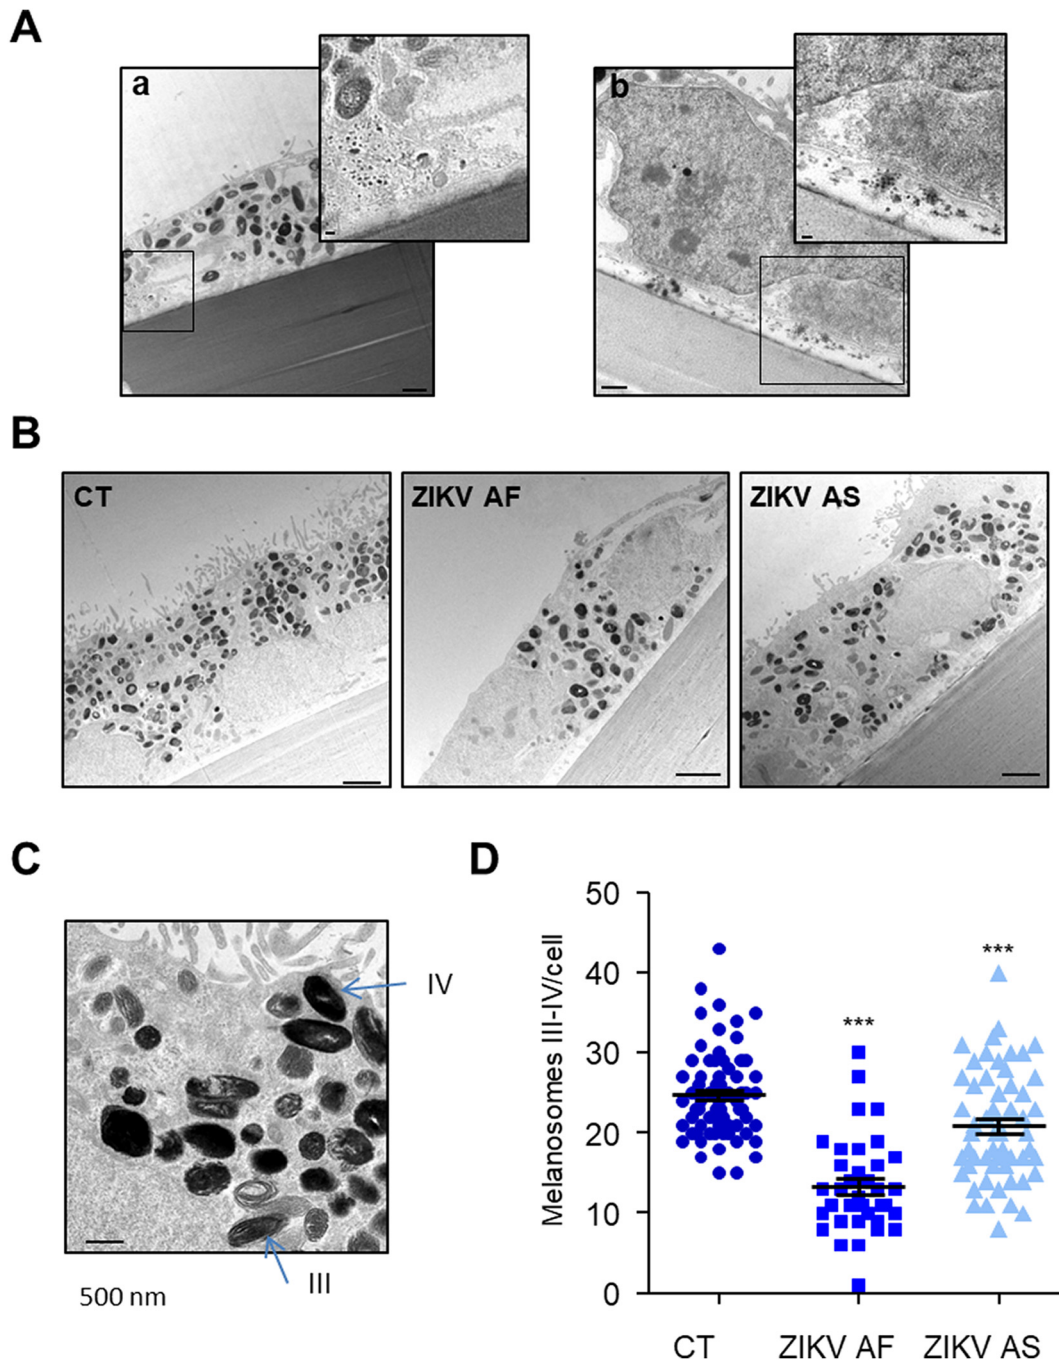 A
a
b
B
CT
ZIKV AF
ZIKV AS
C
IV
III
500 nm
D
Melanosomes III-IV/cell
50
40
30
20
10
0
***
***
CT
ZIKV AF
ZIKV AS